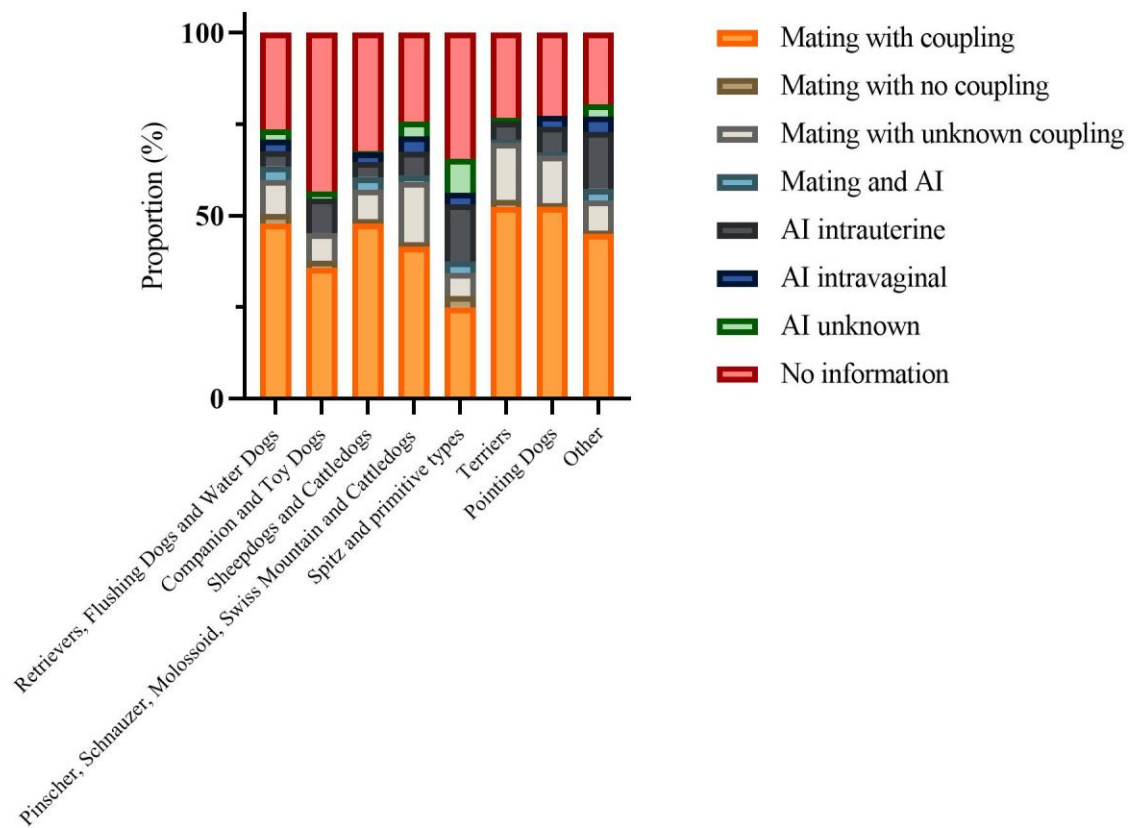 100
50
0
Proportion (%)
Retrievers, Flushing Dogs and Water Dogs
Companion and Toy Dogs
Sheepdogs and Cattledogs
Pinscher, Schnauzer, Molossoid, Swiss Mountain and Cattledogs
Spitz and primitive types
Terriers
Pointing Dogs
Other
Mating with coupling
Mating with no coupling
Mating with unknown coupling
Mating and AI
AI intrauterine
AI intravaginal
AI unknown
No information